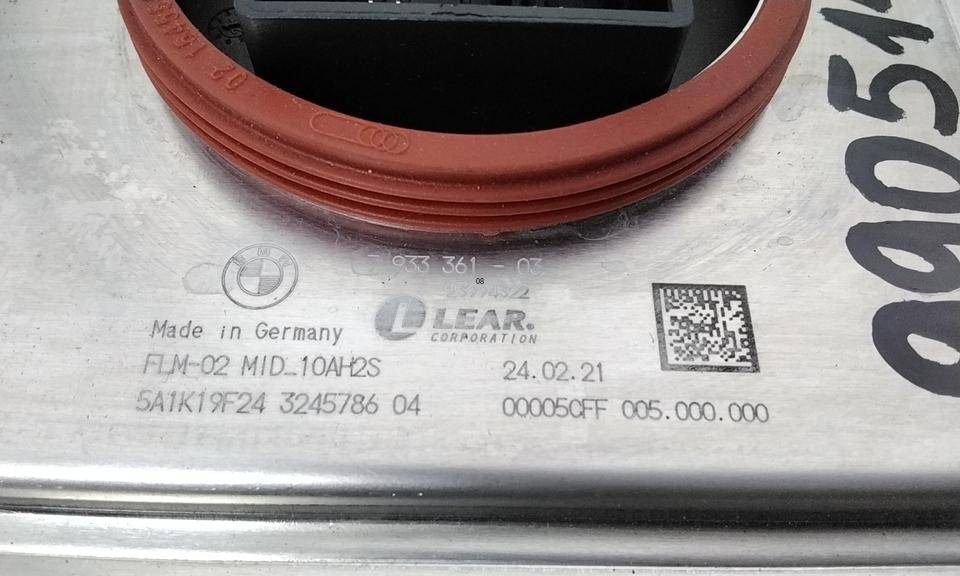 933 361 - 03
08
LEAR.
CORPORATION
Made in Germany
FLM-02 MID_10AH2S
24.02.21
5A1K19F24 3245786 04
00005CFF 005.000.000